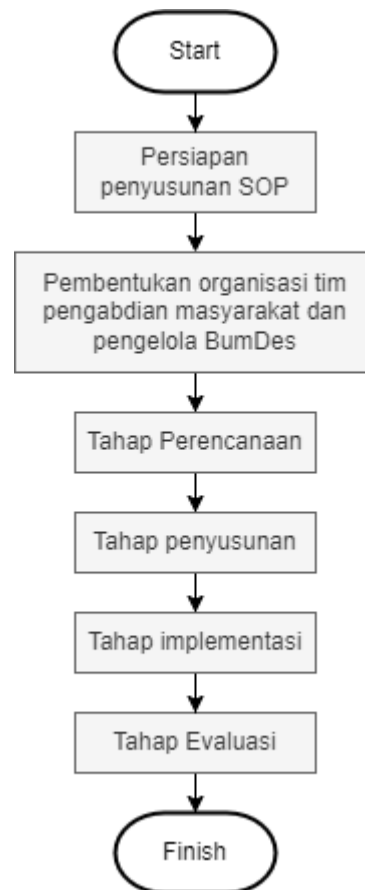 Start
Persiapan
penyusunan SOP
Pembentukan organisasi tim
pengabdian masyarakat dan
pengelola BumDes
Tahap Perencanaan
Tahap penyusunan
Tahap implementasi
Tahap Evaluasi
Finish